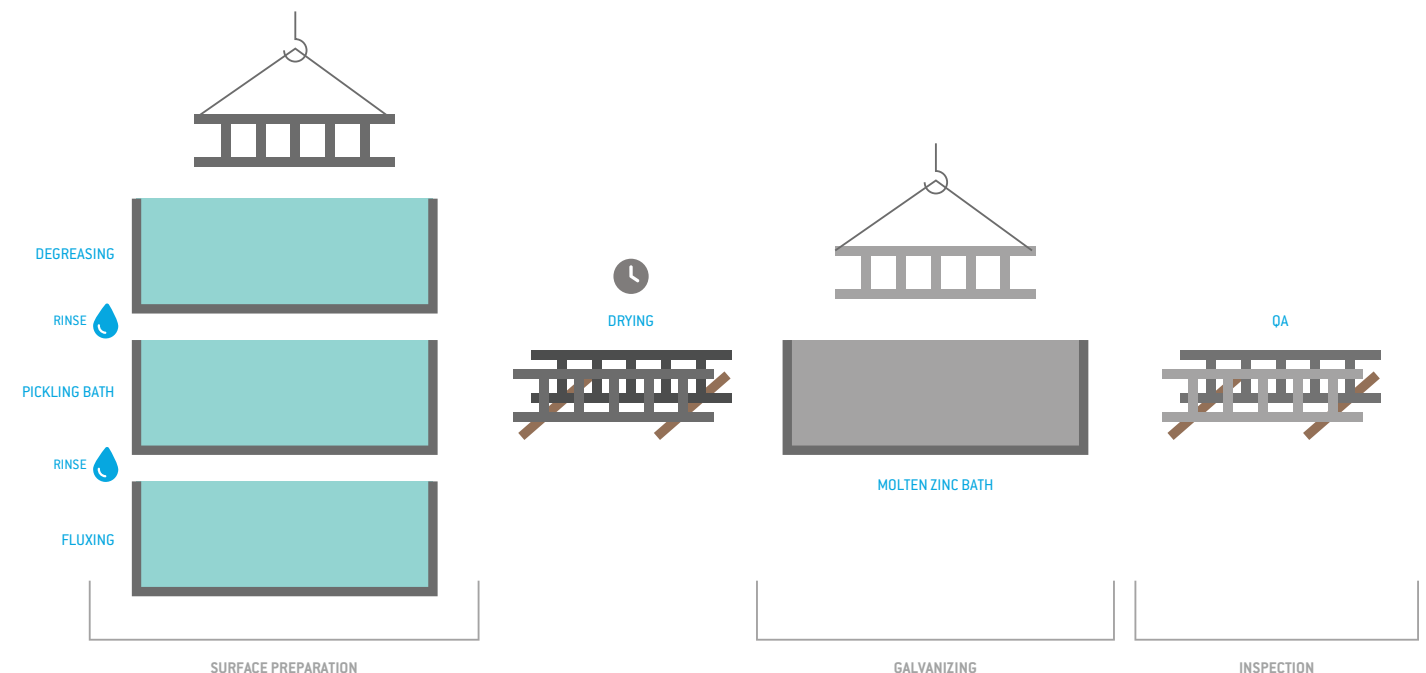 DEGREASING
RINSE
PICKLING BATH
RINSE
FLUXING
SURFACE PREPARATION
DRYING
MOLTEN ZINC BATH
GALVANIZING
QA
INSPECTION